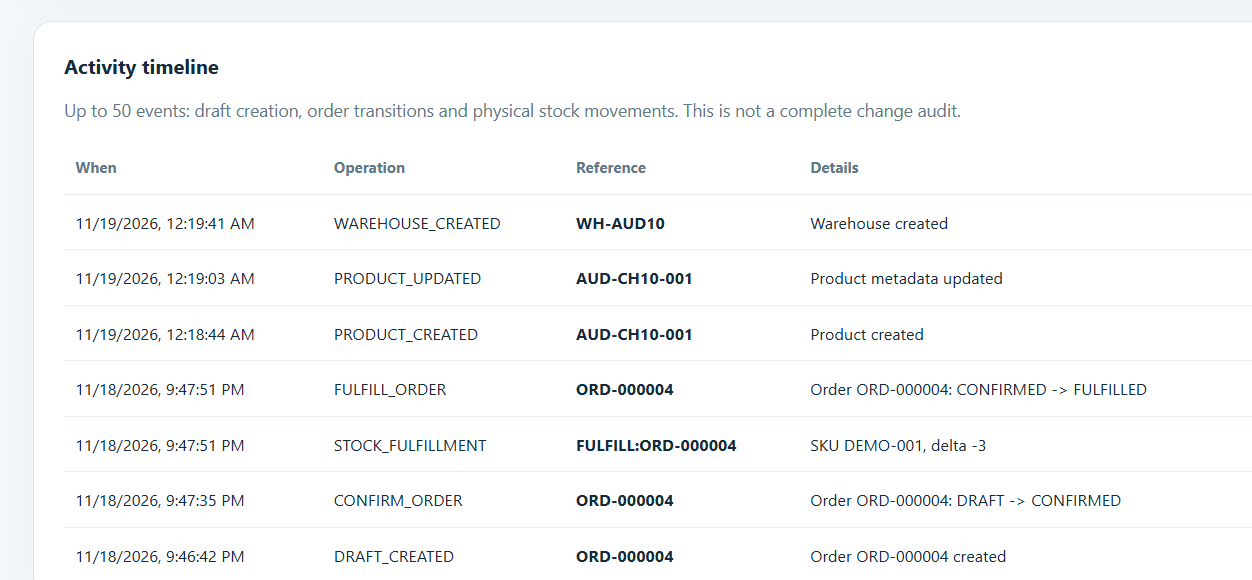 Activity timeline
Up to 50 events: draft creation, order transitions and physical stock movements. This is not a complete change audit.
When Operation Reference Details
11/19/2026, 12:19:41 AM WAREHOUSE_CREATED WH-AUD10 Warehouse created
11/19/2026, 12:19:03 AM PRODUCT_UPDATED AUD-CH10-001 Product metadata updated
11/19/2026, 12:18:44 AM PRODUCT_CREATED AUD-CH10-001 Product created
11/18/2026, 9:47:51 PM FULFILL_ORDER ORD-000004 Order ORD-000004: CONFIRMED -> FULFILLED
11/18/2026, 9:47:51 PM STOCK_FULFILLMENT FULFILL:ORD-000004 SKU DEMO-001, delta -3
11/18/2026, 9:47:35 PM CONFIRM_ORDER ORD-000004 Order ORD-000004: DRAFT -> CONFIRMED
11/18/2026, 9:46:42 PM DRAFT_CREATED ORD-000004 Order ORD-000004 created